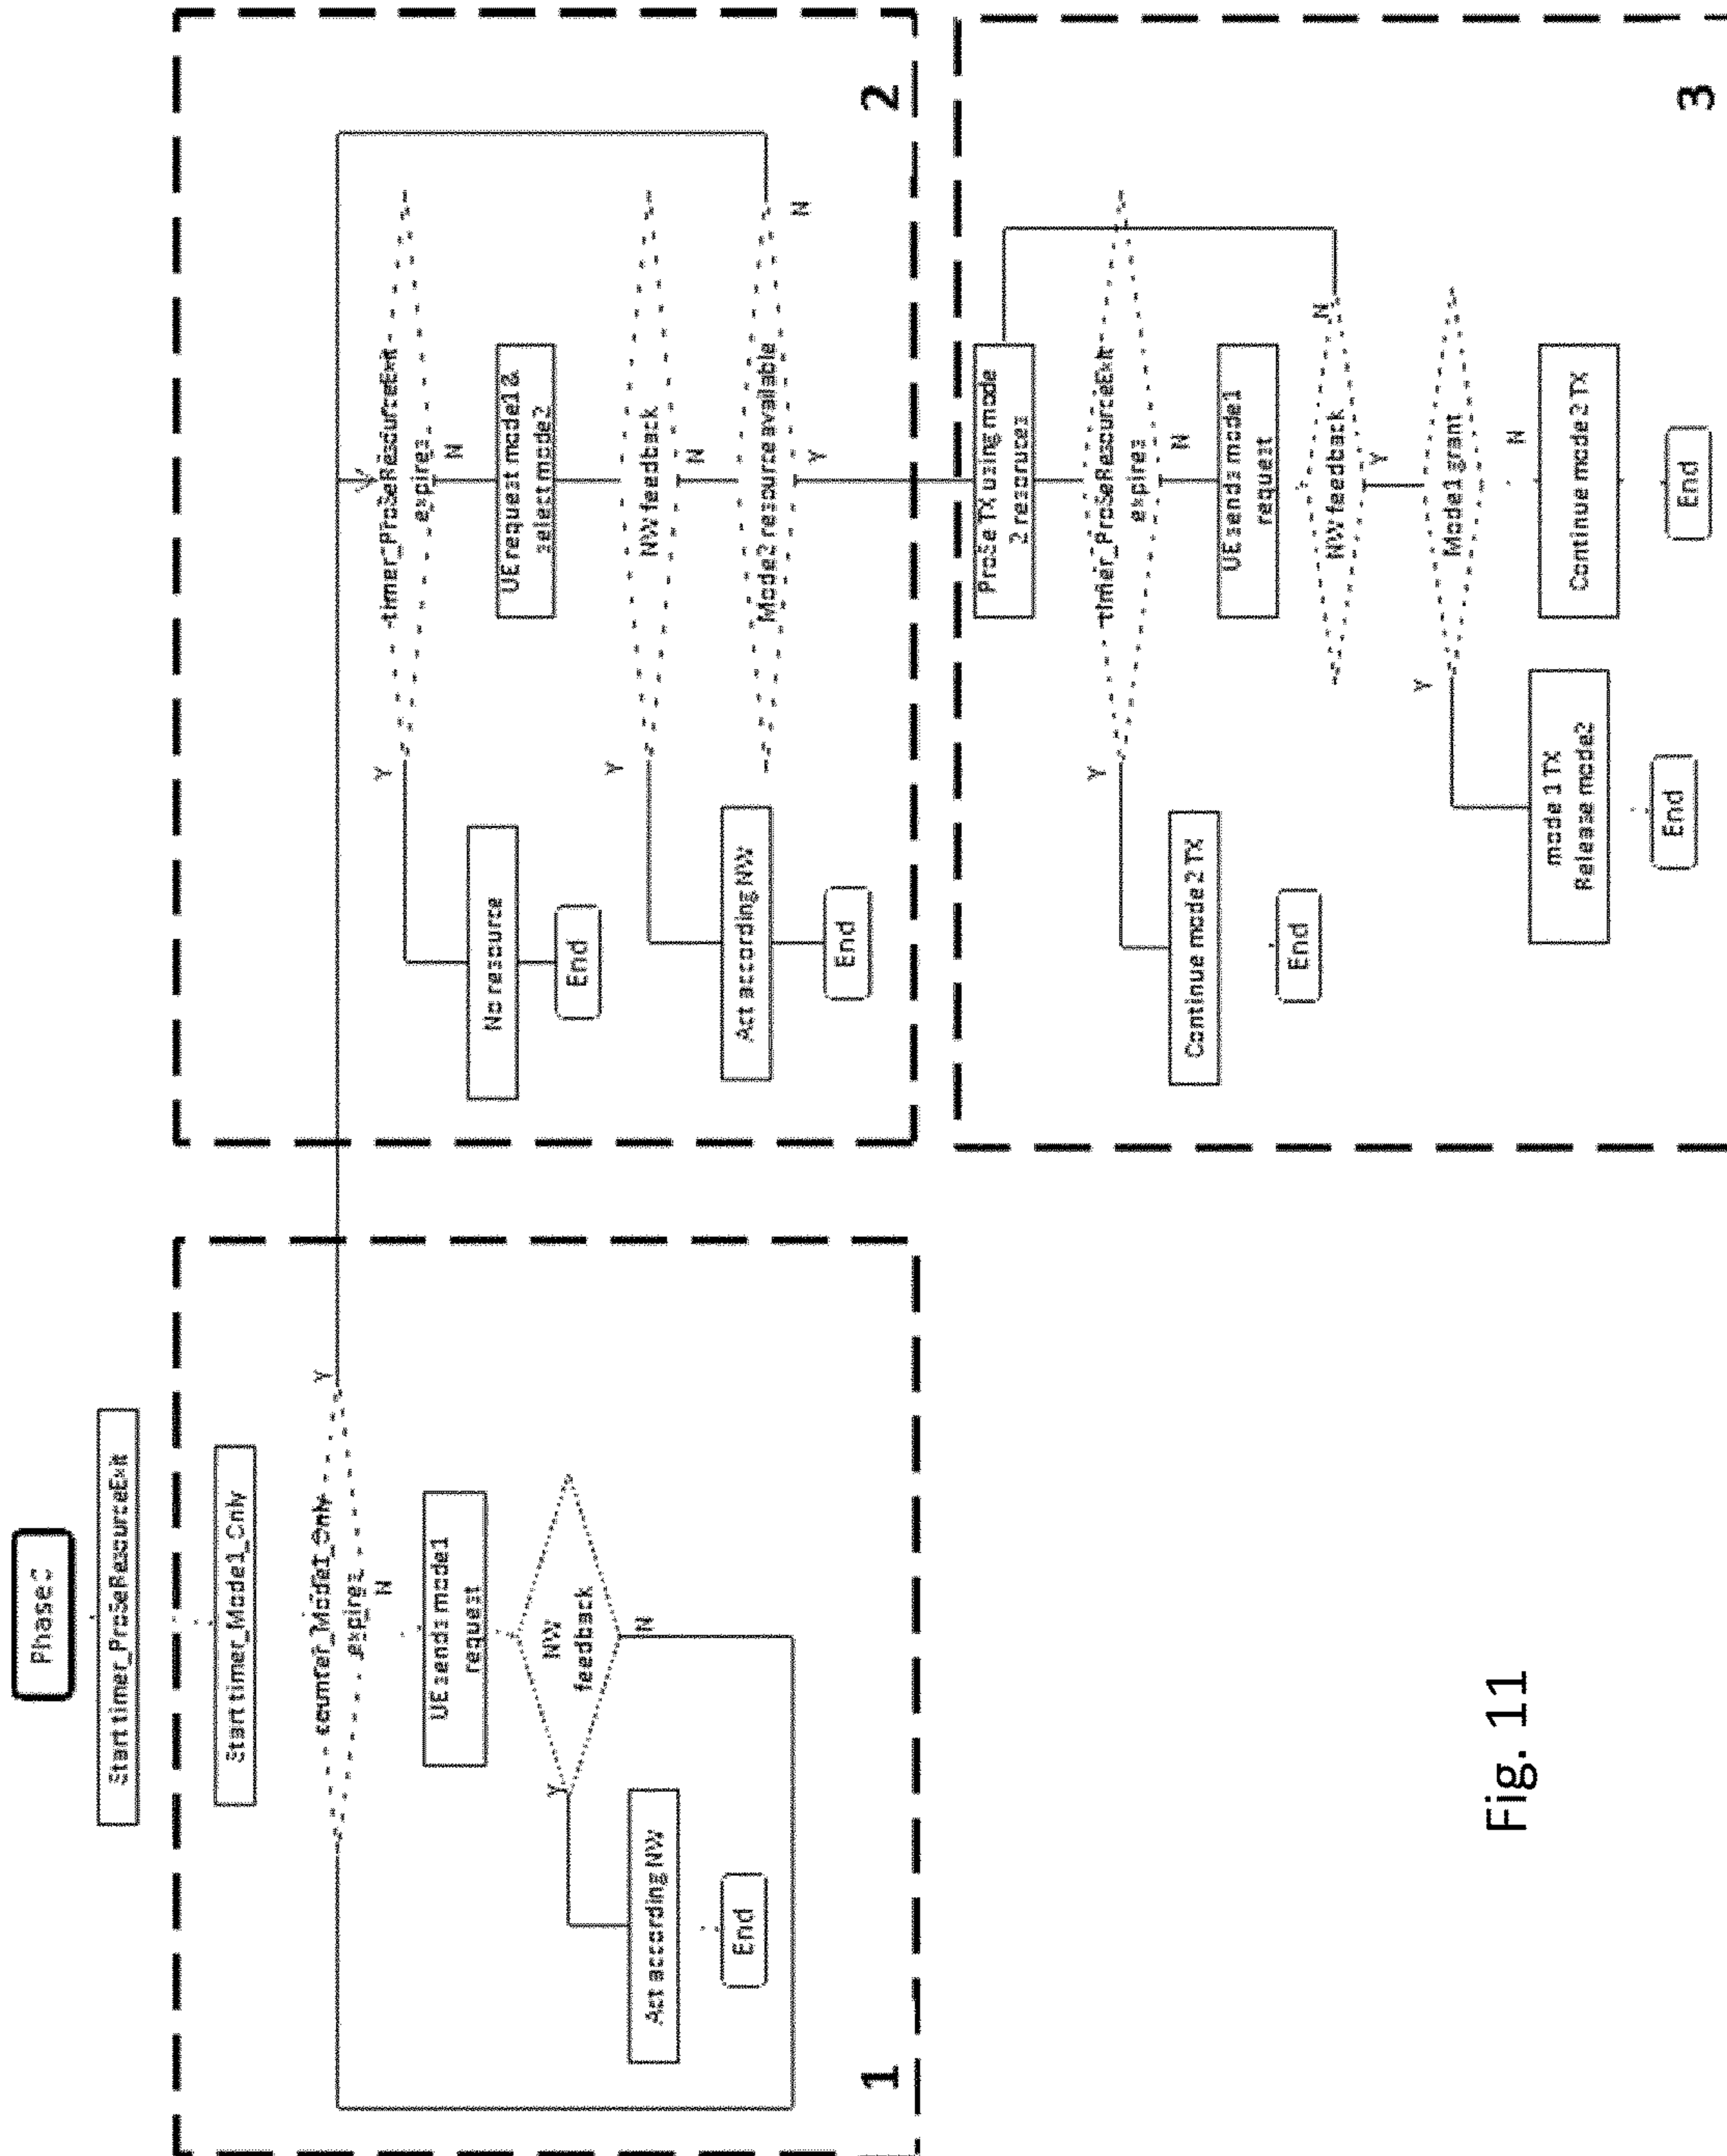 PhaseC
Start timer_ProSeResourceExit
Start timer_Mode1_Only
counter_Mode1_Only
expires
Y
N
UE sends mode1
request
NW
feedback
Y
N
Act according NW
End
1
timer_ProSeResourceExit
expires
Y
N
No resource
End
UE request mode1 &
select mode2
NW feedback
Y
N
Act according NW
End
Mode2 resource available
N
Y
2
ProSe TX using mode
2 resoruces
timer_ProSeResourceExit
expires
Y
N
Continue mode 2 TX
End
UE sends mode1
request
NW feedback
N
Y
Mode1 grant
Y
N
mode 1 TX
Release mode2
End
Continue mode 2 TX
End
3
Fig. 11